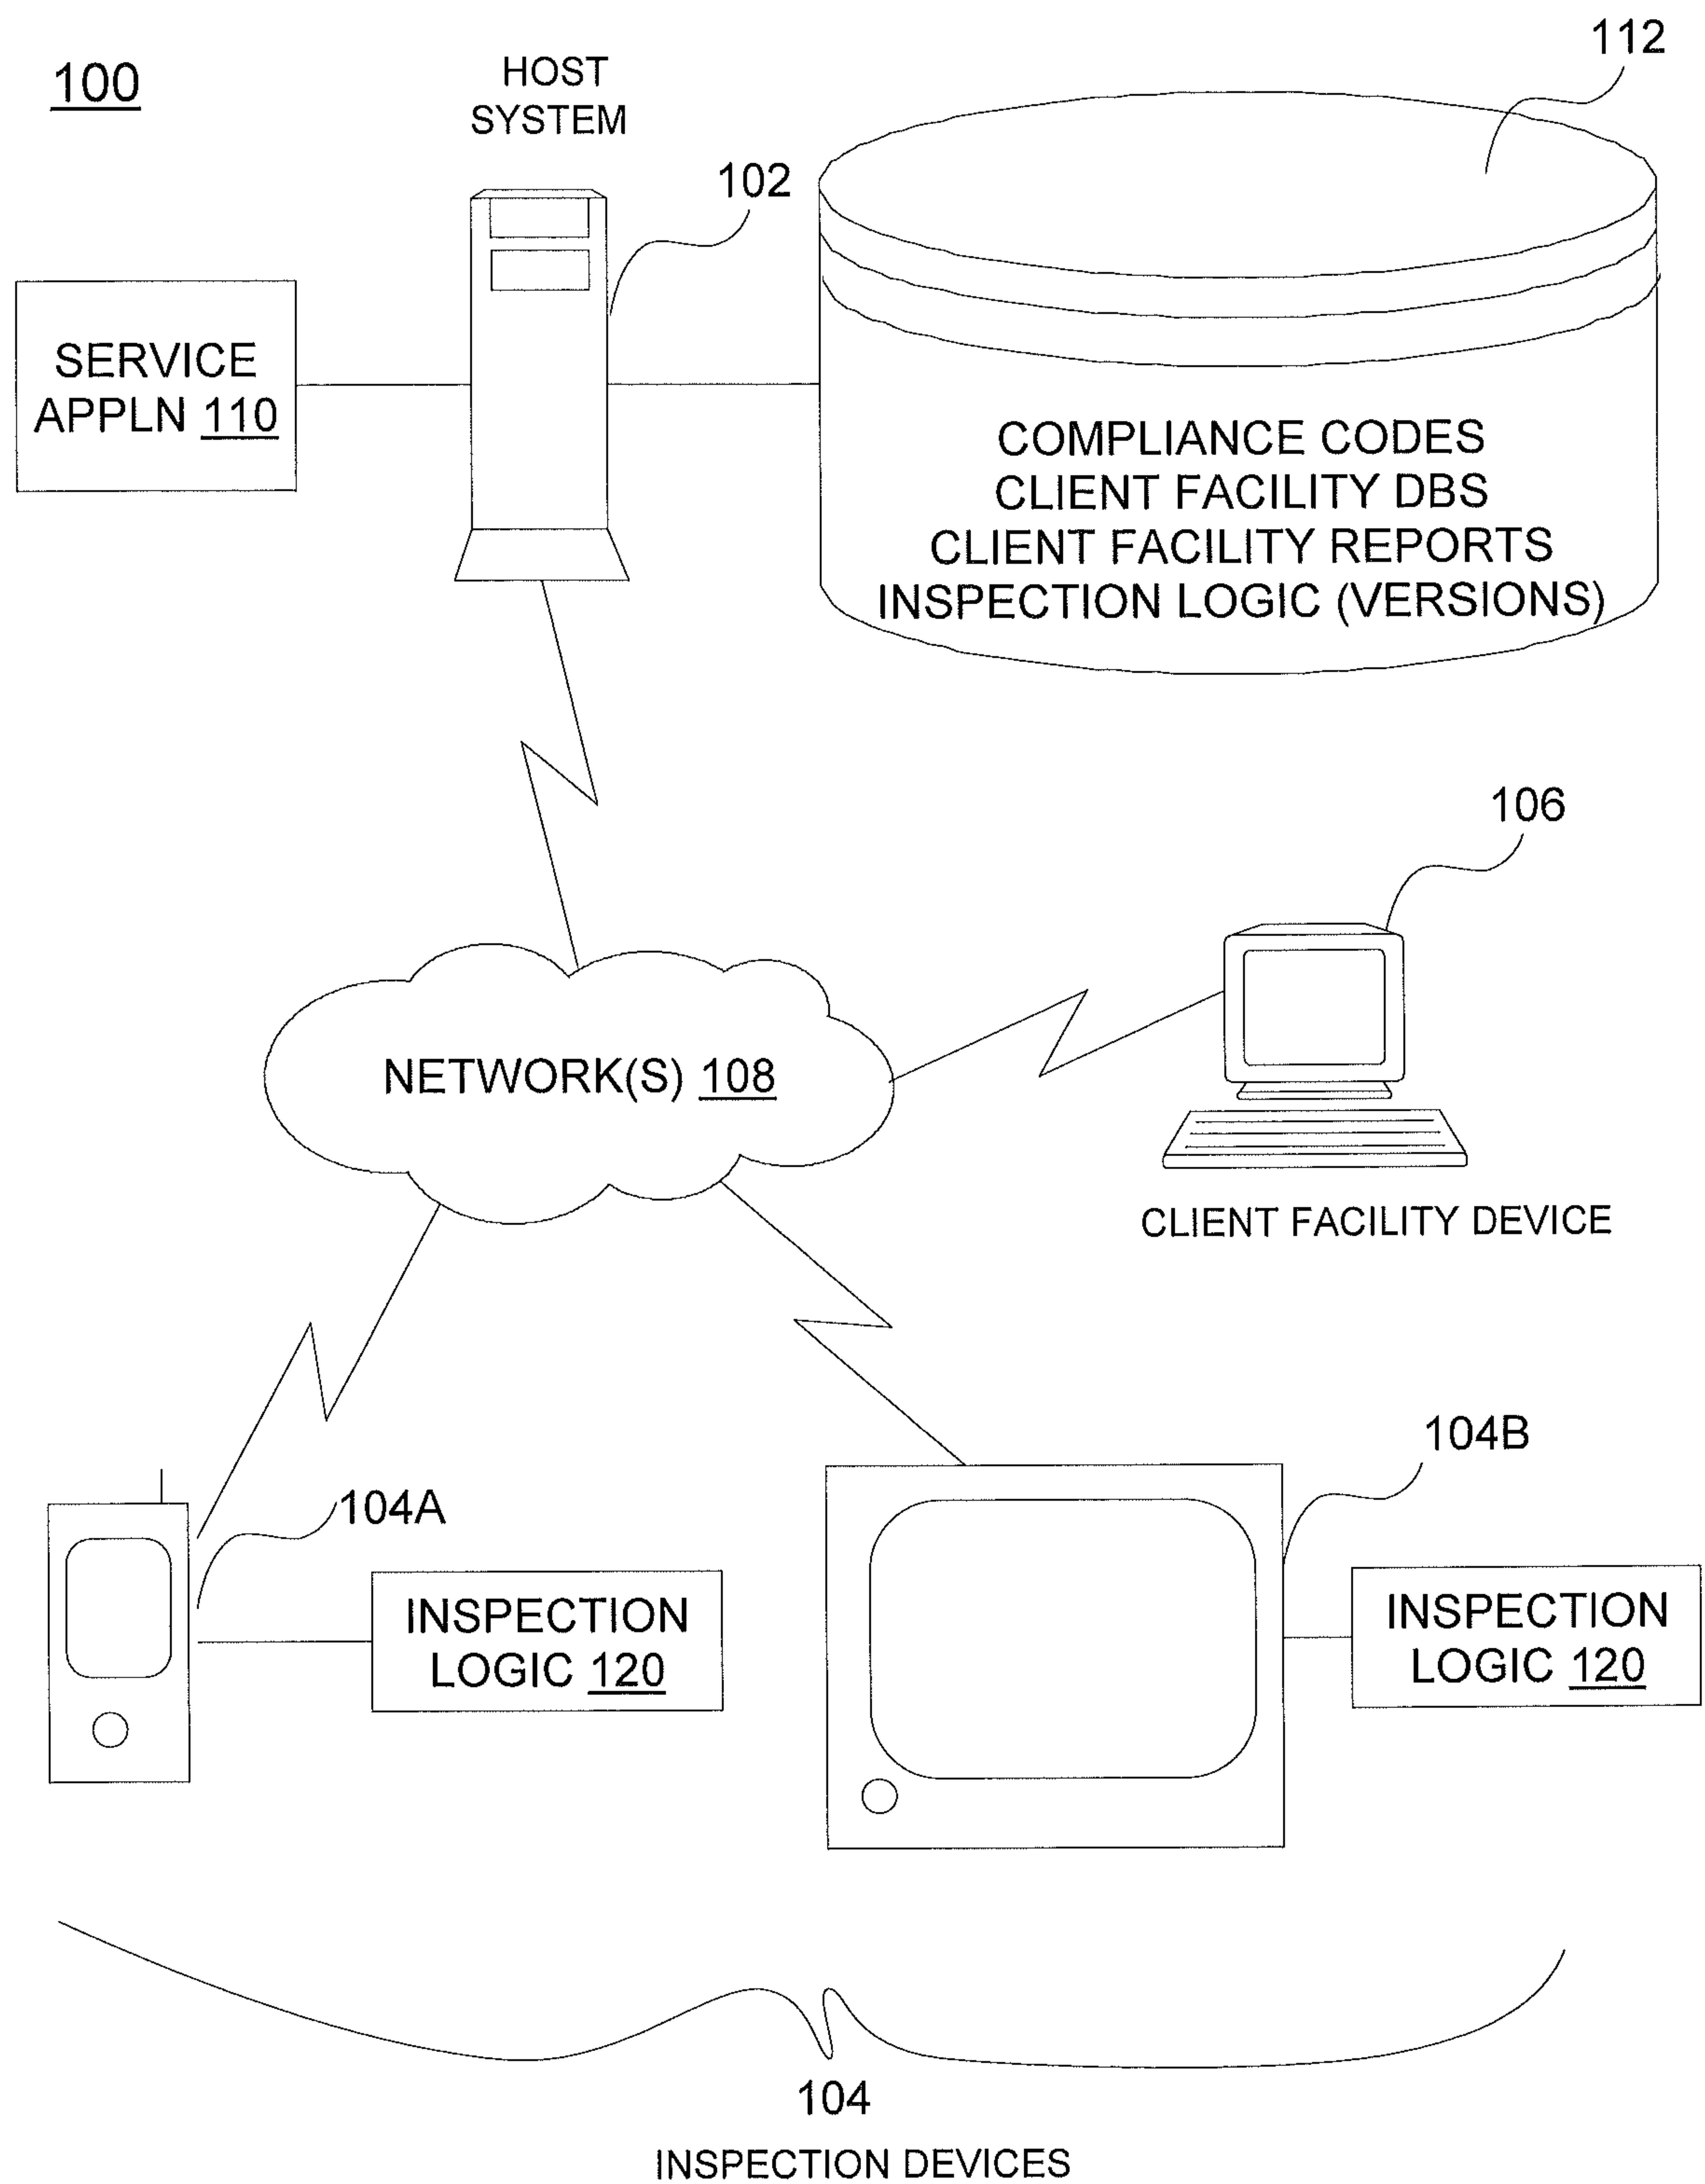 100
HOST
SYSTEM
112
102
SERVICE
APPLN 110
COMPLIANCE CODES
CLIENT FACILITY DBS
CLIENT FACILITY REPORTS
INSPECTION LOGIC (VERSIONS)
106
NETWORK(S) 108
CLIENT FACILITY DEVICE
104A
INSPECTION
LOGIC 120
104B
INSPECTION
LOGIC 120
104
INSPECTION DEVICES